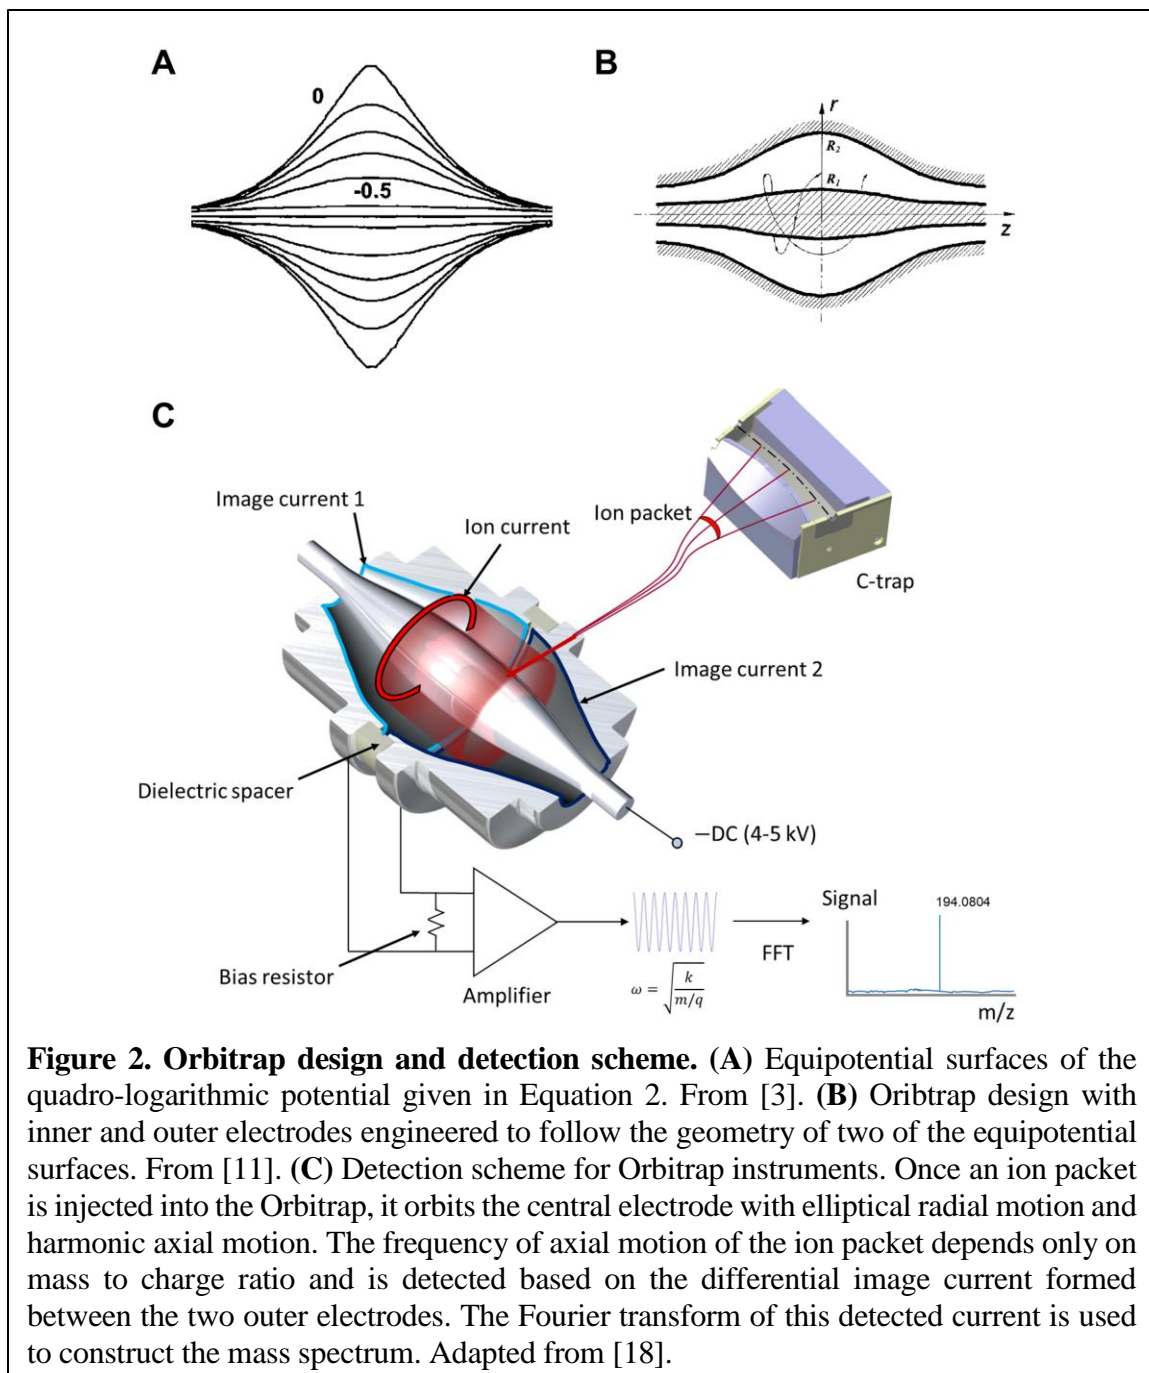 A
B
0
-0.5
r
R₂
R₁
z
C
Image current 1
Ion current
Ion packet
C-trap
Image current 2
Dielectric spacer
−DC (4-5 kV)
Signal
194.0804
FFT
Bias resistor
Amplifier
ω = √(k/(m/q))
m/z
Figure 2. Orbitrap design and detection scheme. (A) Equipotential surfaces of the
quadro-logarithmic potential given in Equation 2. From [3]. (B) Oribtrap design with
inner and outer electrodes engineered to follow the geometry of two of the equipotential
surfaces. From [11]. (C) Detection scheme for Orbitrap instruments. Once an ion packet
is injected into the Orbitrap, it orbits the central electrode with elliptical radial motion and
harmonic axial motion. The frequency of axial motion of the ion packet depends only on
mass to charge ratio and is detected based on the differential image current formed
between the two outer electrodes. The Fourier transform of this detected current is used
to construct the mass spectrum. Adapted from [18].